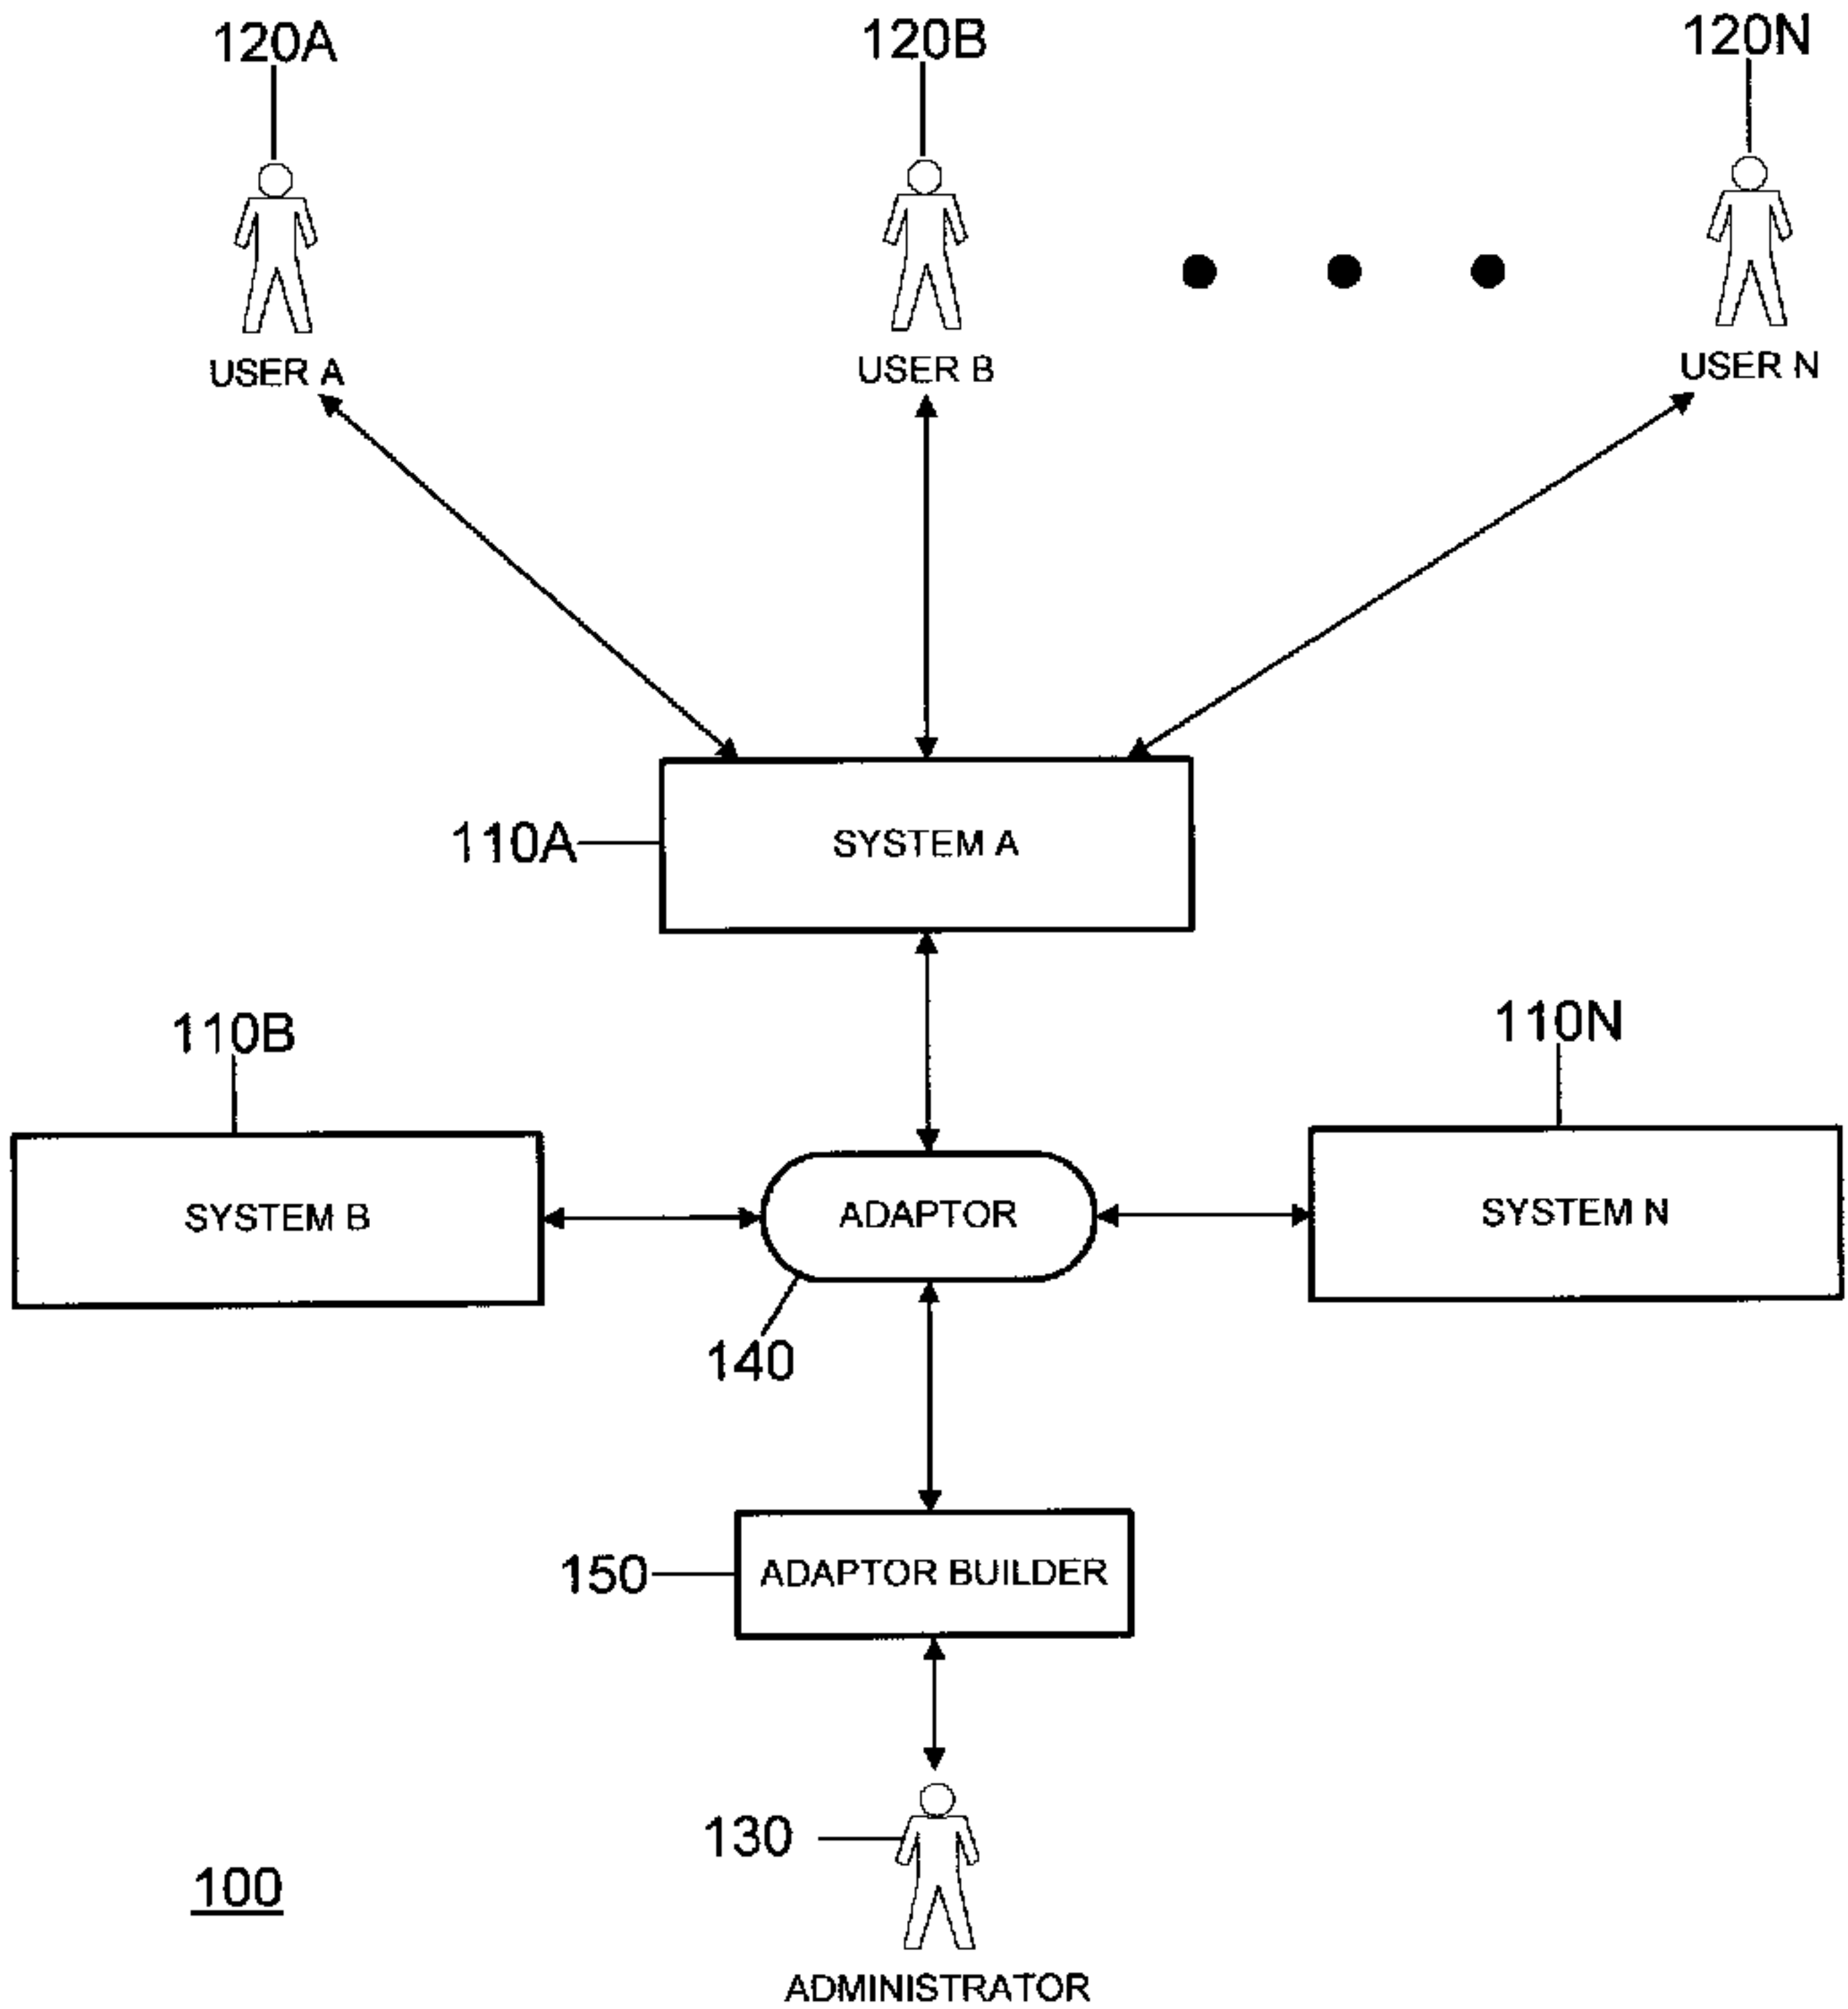 120A
120B
120N
USER A
USER B
USER N
110A
SYSTEM A
110B
110N
SYSTEM B
ADAPTOR
SYSTEM N
140
150
ADAPTOR BUILDER
130
100
ADMINISTRATOR